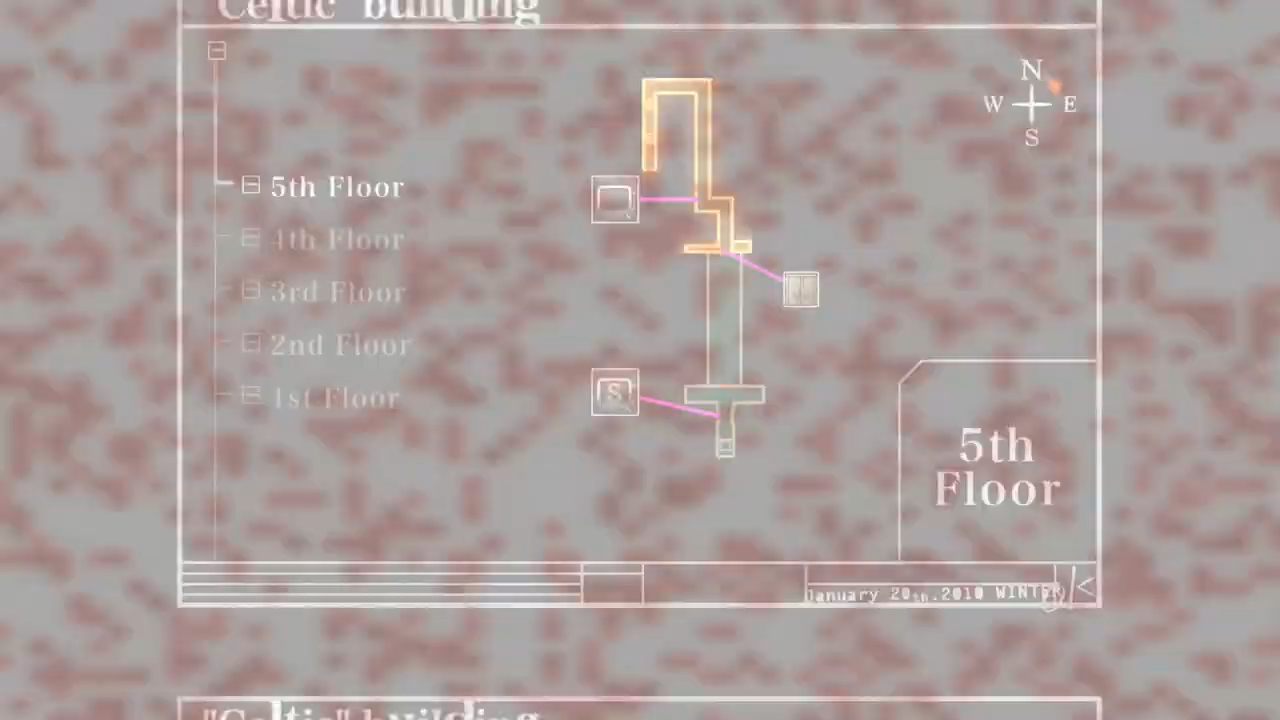 Celtic building
N
W E
S
5th Floor
4th Floor
3rd Floor
2nd Floor
1st Floor
S
5th
Floor
January 20th.2010 WINTER
"Celtic" building